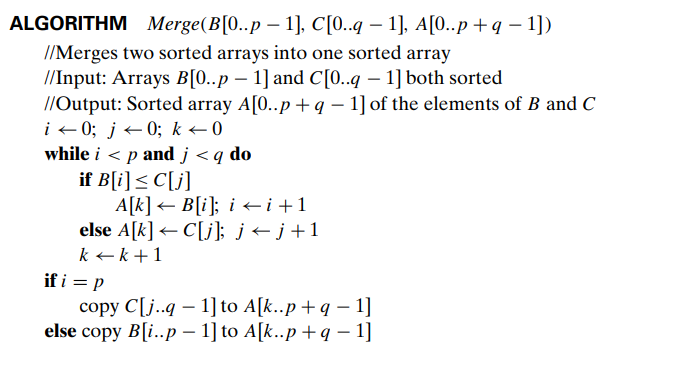 ALGORITHM Merge(B[0..p − 1], C[0..q − 1], A[0..p + q − 1])
//Merges two sorted arrays into one sorted array
//Input: Arrays B[0..p − 1] and C[0..q − 1] both sorted
//Output: Sorted array A[0..p + q − 1] of the elements of B and C
i ← 0; j ← 0; k ← 0
while i < p and j < q do
if B[i] ≤ C[j]
A[k] ← B[i]; i ← i + 1
else A[k] ← C[j]; j ← j + 1
k ← k + 1
if i = p
copy C[j..q − 1] to A[k..p + q − 1]
else copy B[i..p − 1] to A[k..p + q − 1]